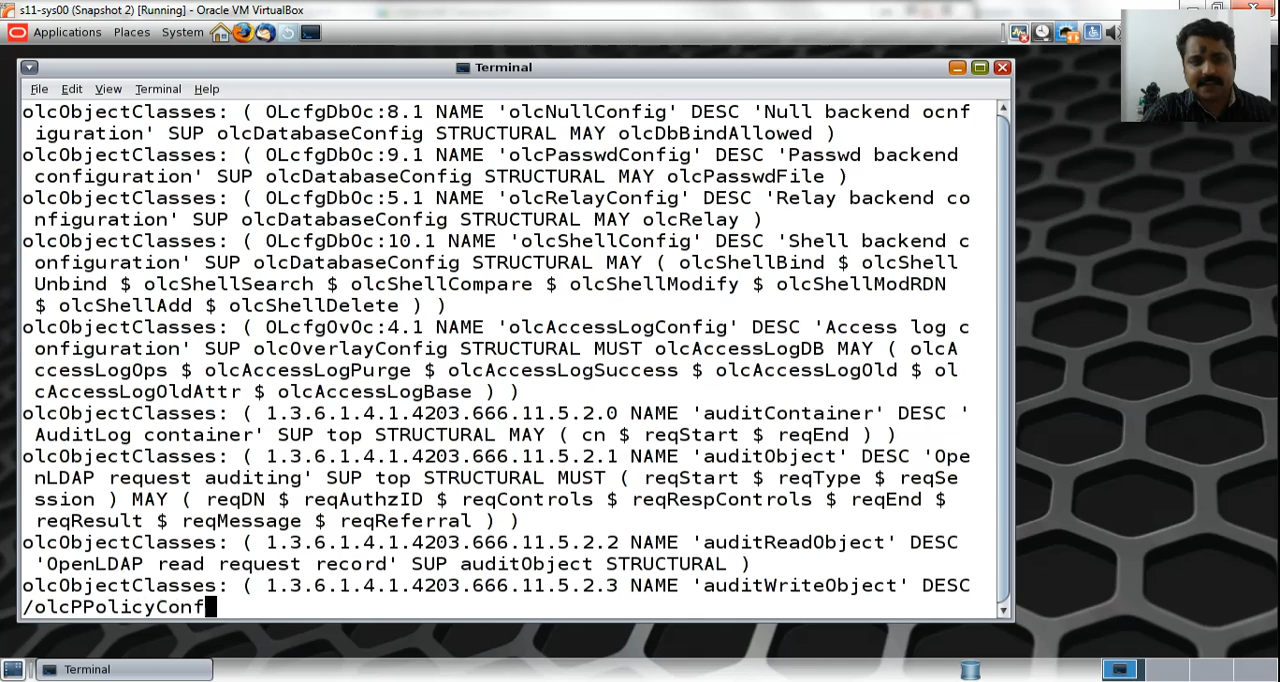 s11-sys00 (Snapshot 2) [Running] - Oracle VM VirtualBox
Applications Places System
Terminal
File Edit View Terminal Help
olcObjectClasses: ( OLcfgDbOc:8.1 NAME 'olcNullConfig' DESC 'Null backend ocnf
iguration' SUP olcDatabaseConfig STRUCTURAL MAY olcDbBindAllowed )
olcObjectClasses: ( OLcfgDbOc:9.1 NAME 'olcPasswdConfig' DESC 'Passwd backend
configuration' SUP olcDatabaseConfig STRUCTURAL MAY olcPasswdFile )
olcObjectClasses: ( OLcfgDbOc:5.1 NAME 'olcRelayConfig' DESC 'Relay backend co
nfiguration' SUP olcDatabaseConfig STRUCTURAL MAY olcRelay )
olcObjectClasses: ( OLcfgDbOc:10.1 NAME 'olcShellConfig' DESC 'Shell backend c
onfiguration' SUP olcDatabaseConfig STRUCTURAL MAY ( olcShellBind $ olcShell
Unbind $ olcShellSearch $ olcShellCompare $ olcShellModify $ olcShellModRDN
$ olcShellAdd $ olcShellDelete ) )
olcObjectClasses: ( OLcfgOvOc:4.1 NAME 'olcAccessLogConfig' DESC 'Access log c
onfiguration' SUP olcOverlayConfig STRUCTURAL MUST olcAccessLogDB MAY ( olcA
ccessLogOps $ olcAccessLogPurge $ olcAccessLogSuccess $ olcAccessLogOld $ ol
cAccessLogOldAttr $ olcAccessLogBase ) )
olcObjectClasses: ( 1.3.6.1.4.1.4203.666.11.5.2.0 NAME 'auditContainer' DESC '
AuditLog container' SUP top STRUCTURAL MAY ( cn $ reqStart $ reqEnd ) )
olcObjectClasses: ( 1.3.6.1.4.1.4203.666.11.5.2.1 NAME 'auditObject' DESC 'Ope
nLDAP request auditing' SUP top STRUCTURAL MUST ( reqStart $ reqType $ reqSe
ssion ) MAY ( reqDN $ reqAuthzID $ reqControls $ reqRespControls $ reqEnd $
reqResult $ reqMessage $ reqReferral ) )
olcObjectClasses: ( 1.3.6.1.4.1.4203.666.11.5.2.2 NAME 'auditReadObject' DESC
'OpenLDAP read request record' SUP auditObject STRUCTURAL )
olcObjectClasses: ( 1.3.6.1.4.1.4203.666.11.5.2.3 NAME 'auditWriteObject' DESC
/olcPPolicyConf
Terminal